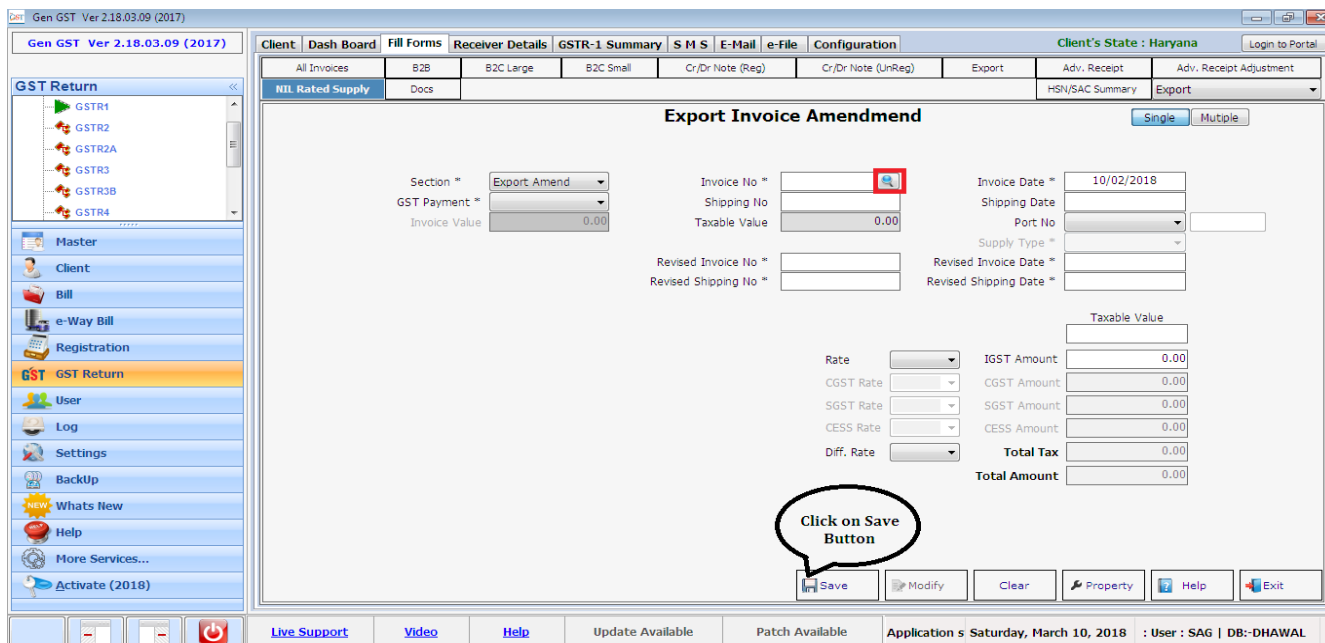 GST Gen GST Ver 2.18.03.09 (2017)
Gen GST Ver 2.18.03.09 (2017)
Client Dash Board Fill Forms Receiver Details GSTR-1 Summary S M S E-Mail e-File Configuration Client's State : Haryana Login to Portal
All Invoices B2B B2C Large B2C Small Cr/Dr Note (Reg) Cr/Dr Note (UnReg) Export Adv. Receipt Adv. Receipt Adjustment
NIL Rated Supply Docs HSN/SAC Summary Export
GST Return
GSTR1
GSTR2
GSTR2A
GSTR3
GSTR3B
GSTR4
Master
Client
Bill
e-Way Bill
Registration
GST GST Return
User
Log
Settings
BackUp
NEW Whats New
Help
More Services...
Activate (2018)
Export Invoice Amendmend
Single Mutiple
Section * Export Amend Invoice No * Invoice Date * 10/02/2018
GST Payment * Shipping No Shipping Date
Invoice Value 0.00 Taxable Value 0.00 Port No
Supply Type *
Revised Invoice No * Revised Invoice Date *
Revised Shipping No * Revised Shipping Date *
Taxable Value
Rate IGST Amount 0.00
CGST Rate CGST Amount 0.00
SGST Rate SGST Amount 0.00
CESS Rate CESS Amount 0.00
Diff. Rate Total Tax 0.00
Total Amount 0.00
Click on Save
Button
Save Modify Clear Property Help Exit
Live Support Video Help Update Available Patch Available Application s Saturday, March 10, 2018 : User : SAG | DB:-DHAWAL